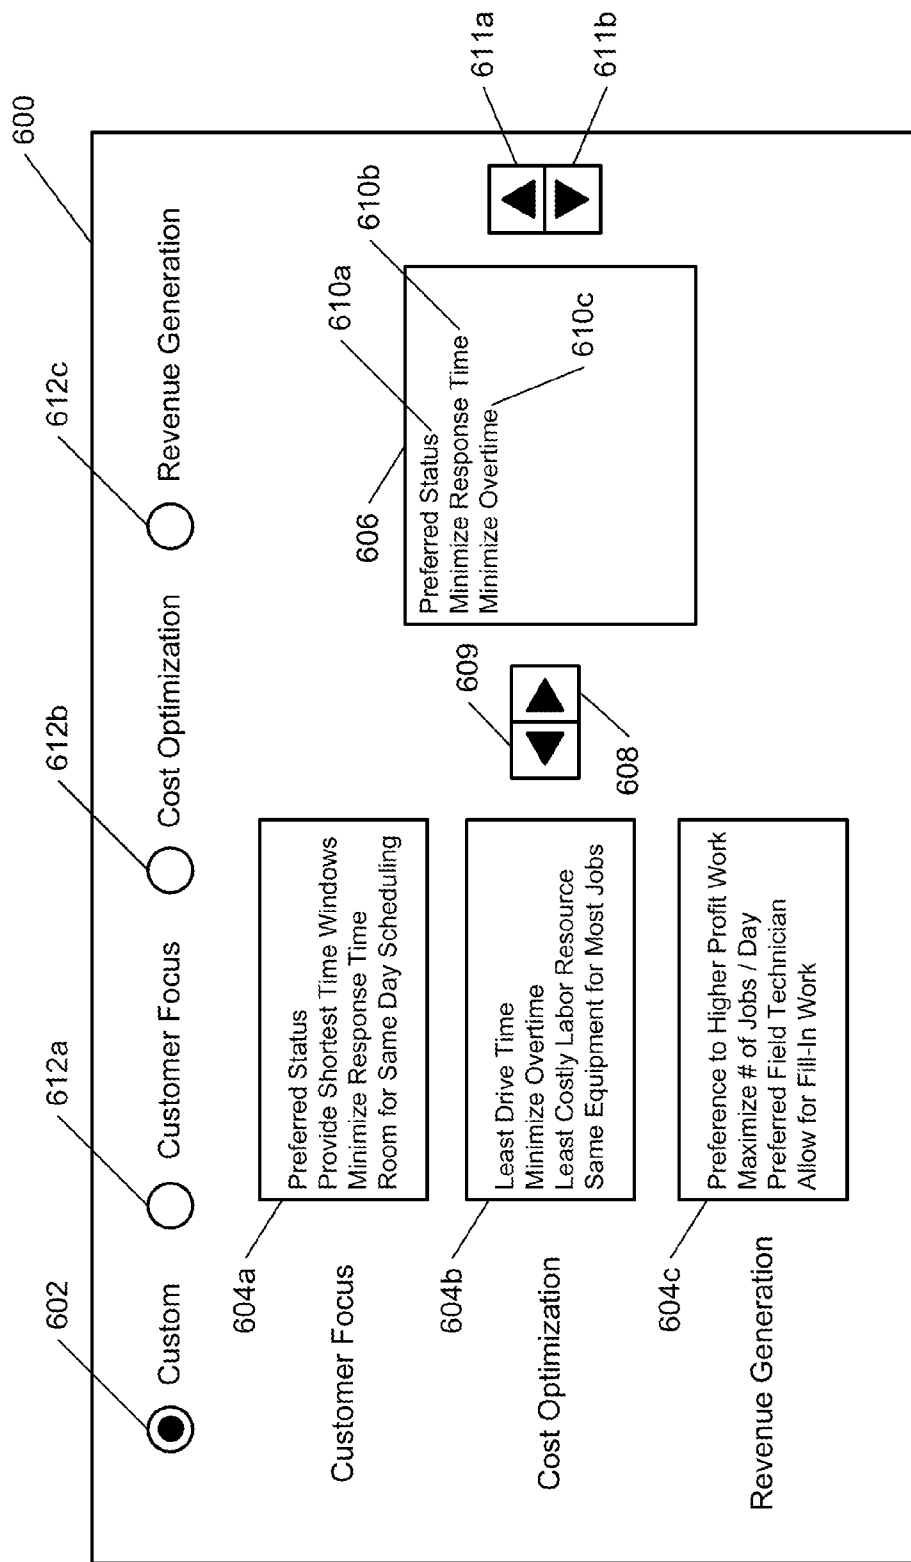 600
602
612a
612b
612c
Custom
Customer Focus
Cost Optimization
Revenue Generation
604a
Customer Focus
Preferred Status
Provide Shortest Time Windows
Minimize Response Time
Room for Same Day Scheduling
604b
Cost Optimization
Least Drive Time
Minimize Overtime
Least Costly Labor Resource
Same Equipment for Most Jobs
604c
Revenue Generation
Preference to Higher Profit Work
Maximize # of Jobs / Day
Preferred Field Technician
Allow for Fill-In Work
609
608
606
610a
610b
Preferred Status
Minimize Response Time
Minimize Overtime
610c
611a
611b